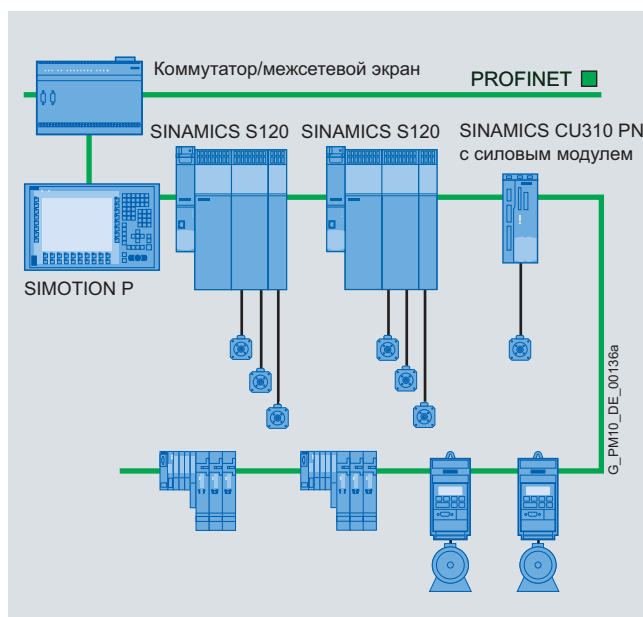 Коммутатор/межсетевой экран
PROFINET
SINAMICS S120
SINAMICS S120
SINAMICS CU310 PN
с силовым модулем
SIMOTION P
G_PM10_DE_00136a